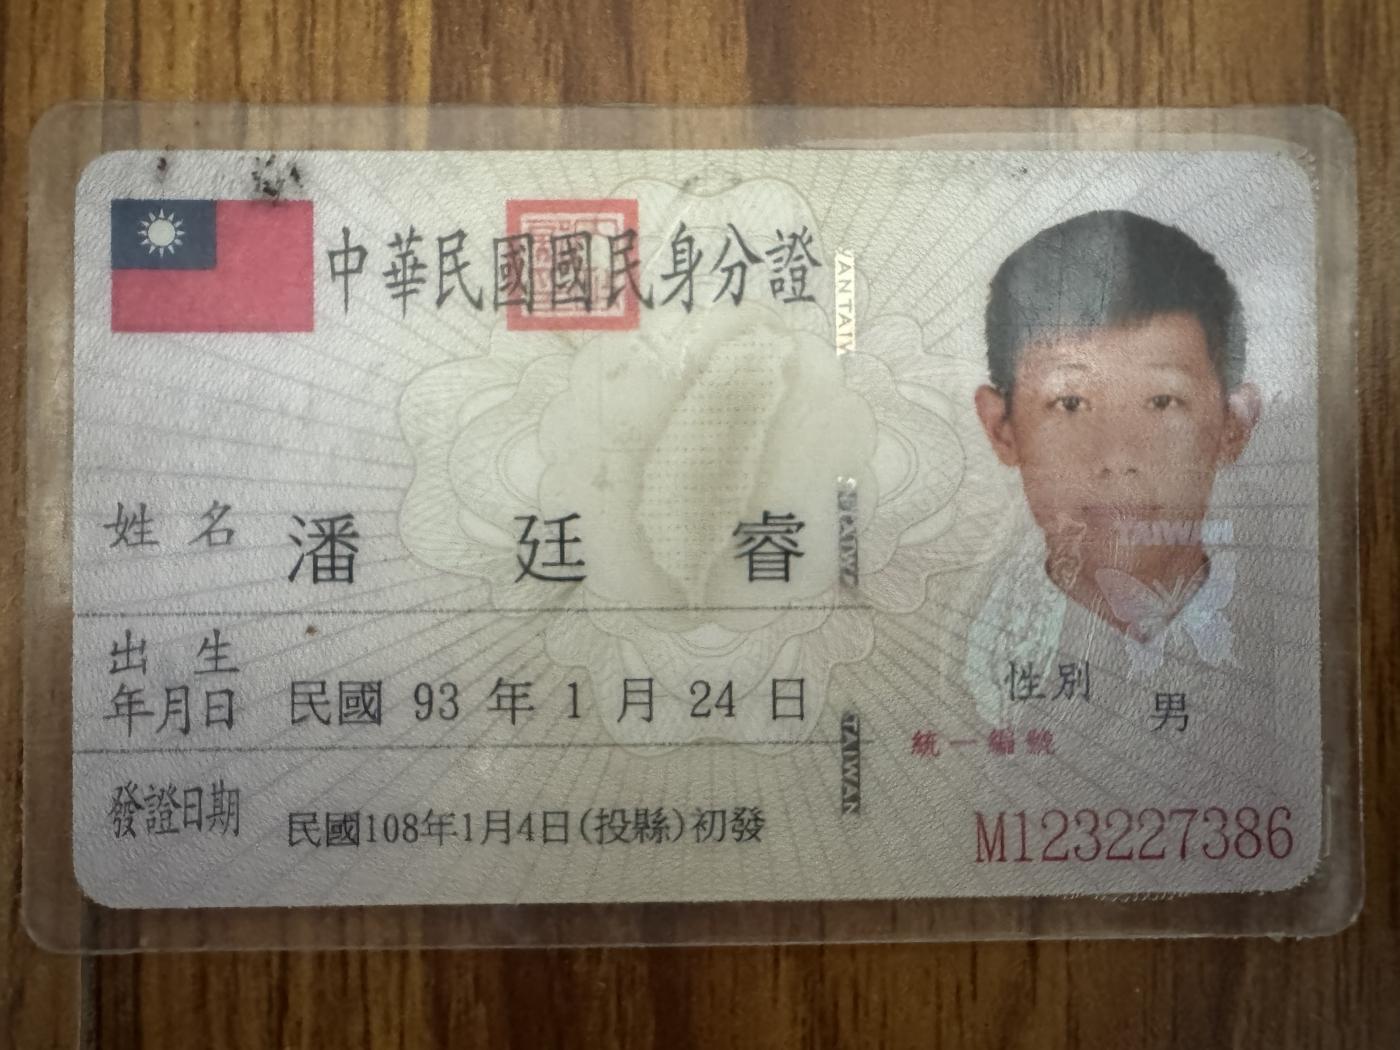 中華民國國民身分證
姓名 潘廷睿
出生年月日 民國 93 年 1 月 24 日
性別 男
發證日期 民國108年1月4日(投縣)初發
統一編號
M123227386
TAIWAN
TAIWAN